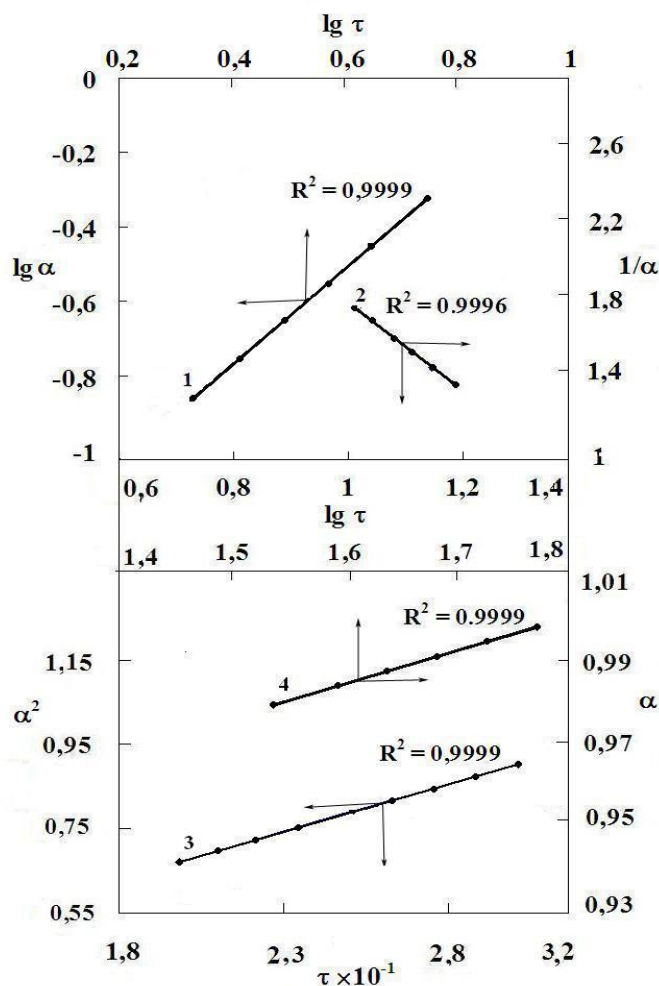 lg τ
0,2 0,4 0,6 0,8 1
0
-0,2
-0,4
lg α
-0,6
-0,8
-1
2,6
2,2
1/α
1,8
1,4
1
R² = 0,9999
2
R² = 0.9996
1
0,6 0,8 1 1,2 1,4
lg τ
1,4 1,5 1,6 1,7 1,8
1,01
R² = 0.9999
1,15
0,99
4
α²
α
0,95
0,97
R² = 0,9999
0,75
0,95
3
0,55
0,93
1,8 2,3 2,8 3,2
τ ×10⁻¹